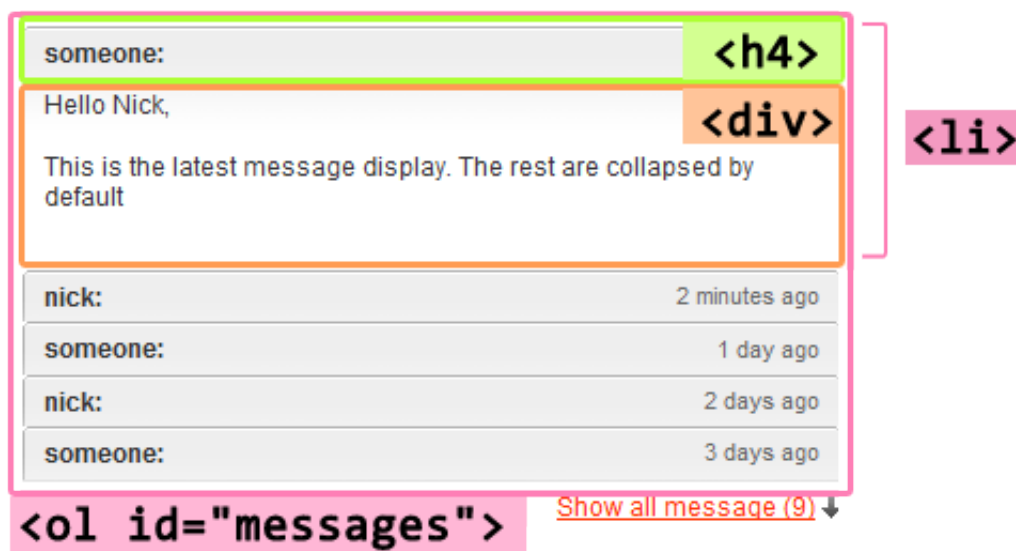 someone: <h4>
Hello Nick,
<div>
<li>
This is the latest message display. The rest are collapsed by
default
nick: 2 minutes ago
someone: 1 day ago
nick: 2 days ago
someone: 3 days ago
Show all message (9)
<ol id="messages">